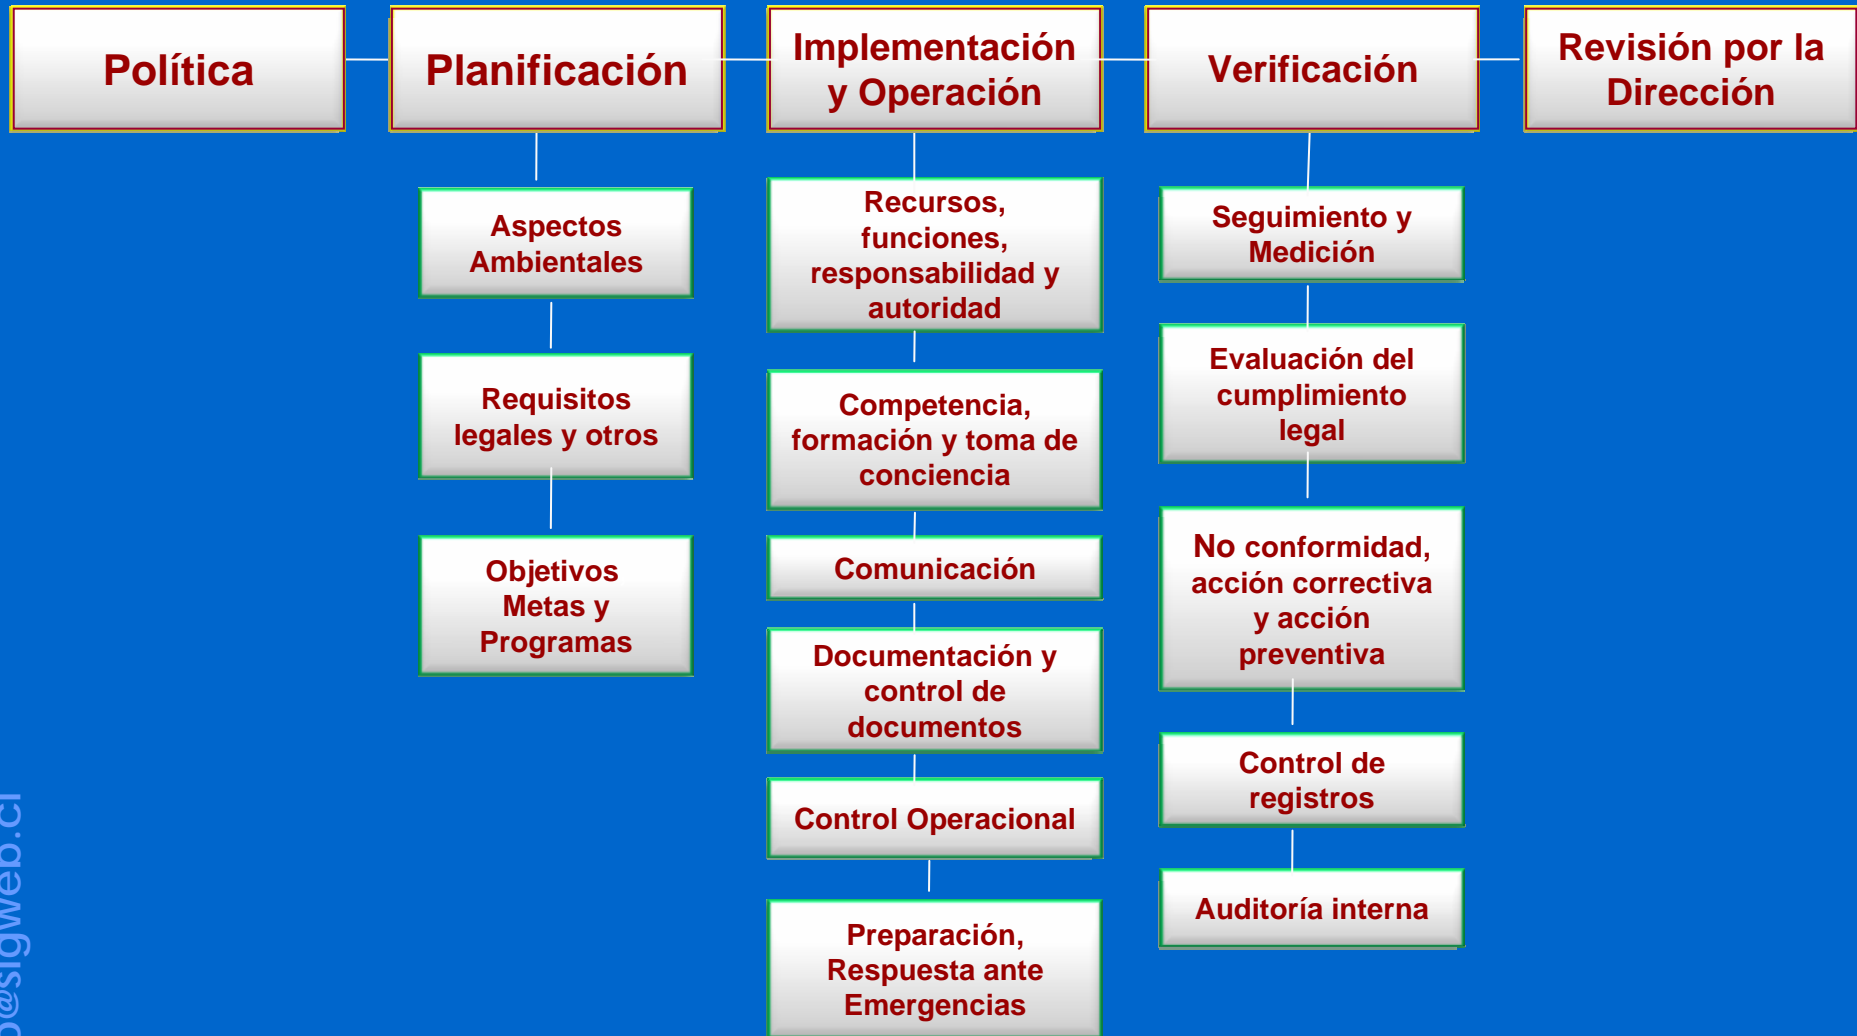 Política
Planificación
Implementación
y Operación
Verificación
Revisión por la
Dirección
Aspectos
Ambientales
Requisitos
legales y otros
Objetivos
Metas y
Programas
Recursos,
funciones,
responsabilidad y
autoridad
Competencia,
formación y toma de
conciencia
Comunicación
Documentación y
control de
documentos
Control Operacional
Preparación,
Respuesta ante
Emergencias
Seguimiento y
Medición
Evaluación del
cumplimiento
legal
No conformidad,
acción correctiva
y acción
preventiva
Control de
registros
Auditoría interna
o@sigweb.cl